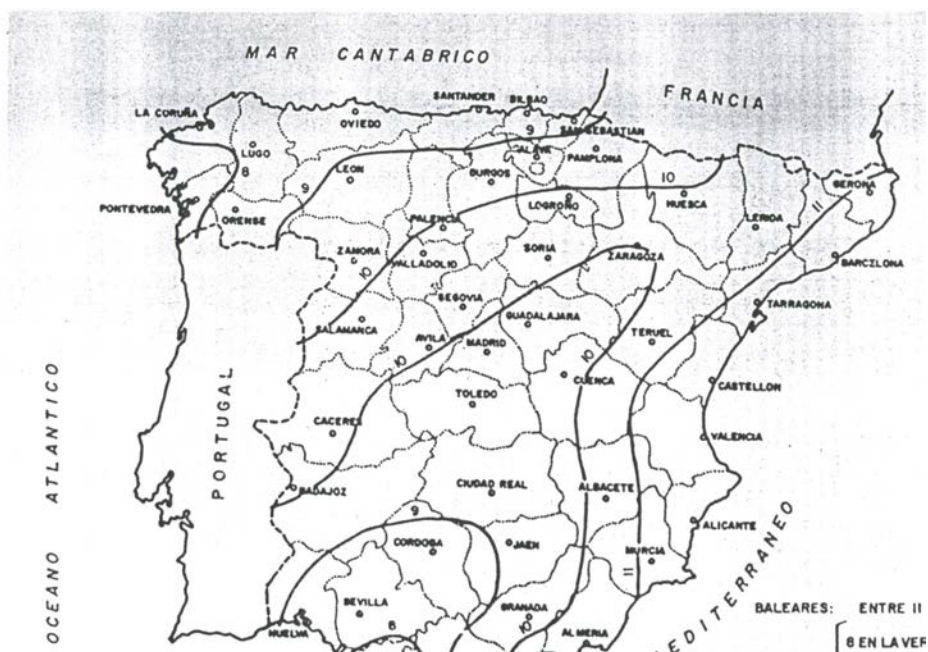 MAR CANTABRICO
FRANCIA
LA CORUÑA
OVIEDO
SANTANDER
BILBAO
SAN SEBASTIAN
9
LUGO
8
9
LEON
BURGOS
ALAVA
PAMPLONA
10
GERONA
PONTEVEDRA
ORENSE
PALENCIA
LOGROÑO
HUESCA
LERIDA
11
ZAMORA
VALLADOLID
SORIA
ZARAGOZA
BARCELONA
10
SEGOVIA
TARRAGONA
SALAMANCA
GUADALAJARA
TERUEL
AVILA
MADRID
10
10
CUENCA
CASTELLON
TOLEDO
CACERES
VALENCIA
PORTUGAL
OCEANO ATLANTICO
BADAJOZ
CIUDAD REAL
ALBACETE
9
ALICANTE
CORDOBA
JAEN
MURCIA
11
SEVILLA
8
GRANADA
10
HUELVA
ALMERIA
MEDITERRANEO
BALEARES: ENTRE 11
8 EN LA VER